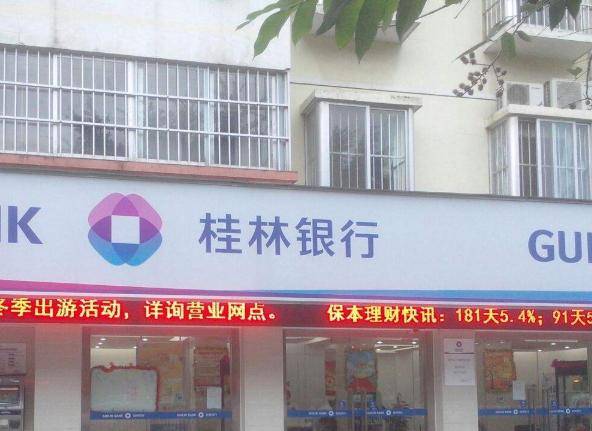 NK 桂林银行 GUI
冬季出游活动，详询营业网点。 保本理财快讯：181天5.4%；91天5